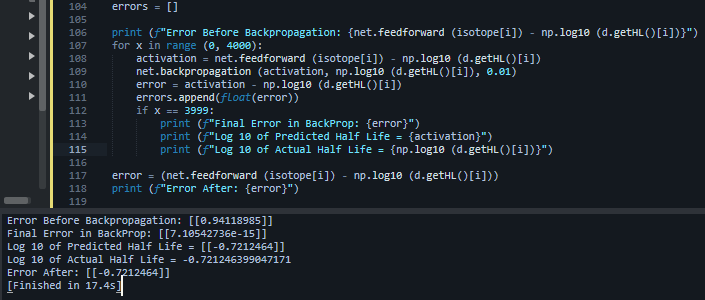 104 errors = []
105
106 print (f"Error Before Backpropagation: {net.feedforward (isotope[i]) - np.log10 (d.getHL()[i])}")
107 for x in range (0, 4000):
108 activation = net.feedforward (isotope[i]) - np.log10 (d.getHL()[i])
109 net.backpropagation (activation, np.log10 (d.getHL()[i]), 0.01)
110 error = activation - np.log10 (d.getHL()[i])
111 errors.append(float(error))
112 if x == 3999:
113 print (f"Final Error in BackProp: {error}")
114 print (f"Log 10 of Predicted Half Life = {activation}")
115 print (f"Log 10 of Actual Half Life = {np.log10 (d.getHL()[i])}")
116
117 error = (net.feedforward (isotope[i]) - np.log10 (d.getHL()[i]))
118 print (f"Error After: {error}")
119
Error Before Backpropagation: [[0.94118985]]
Final Error in BackProp: [[7.10542736e-15]]
Log 10 of Predicted Half Life = [[-0.7212464]]
Log 10 of Actual Half Life = -0.721246399047171
Error After: [[-0.7212464]]
[Finished in 17.4s]